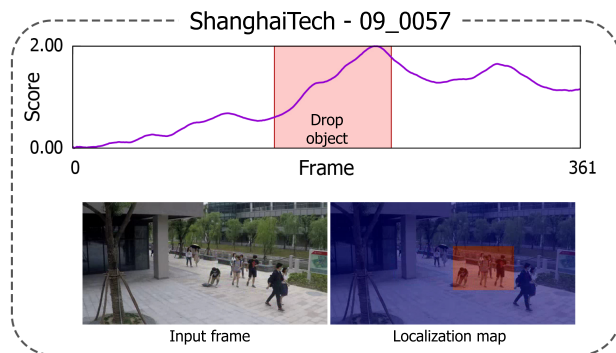 ShanghaiTech - 09_0057
2.00
Score
0.00
Drop
object
0
Frame
361
Input frame
Localization map